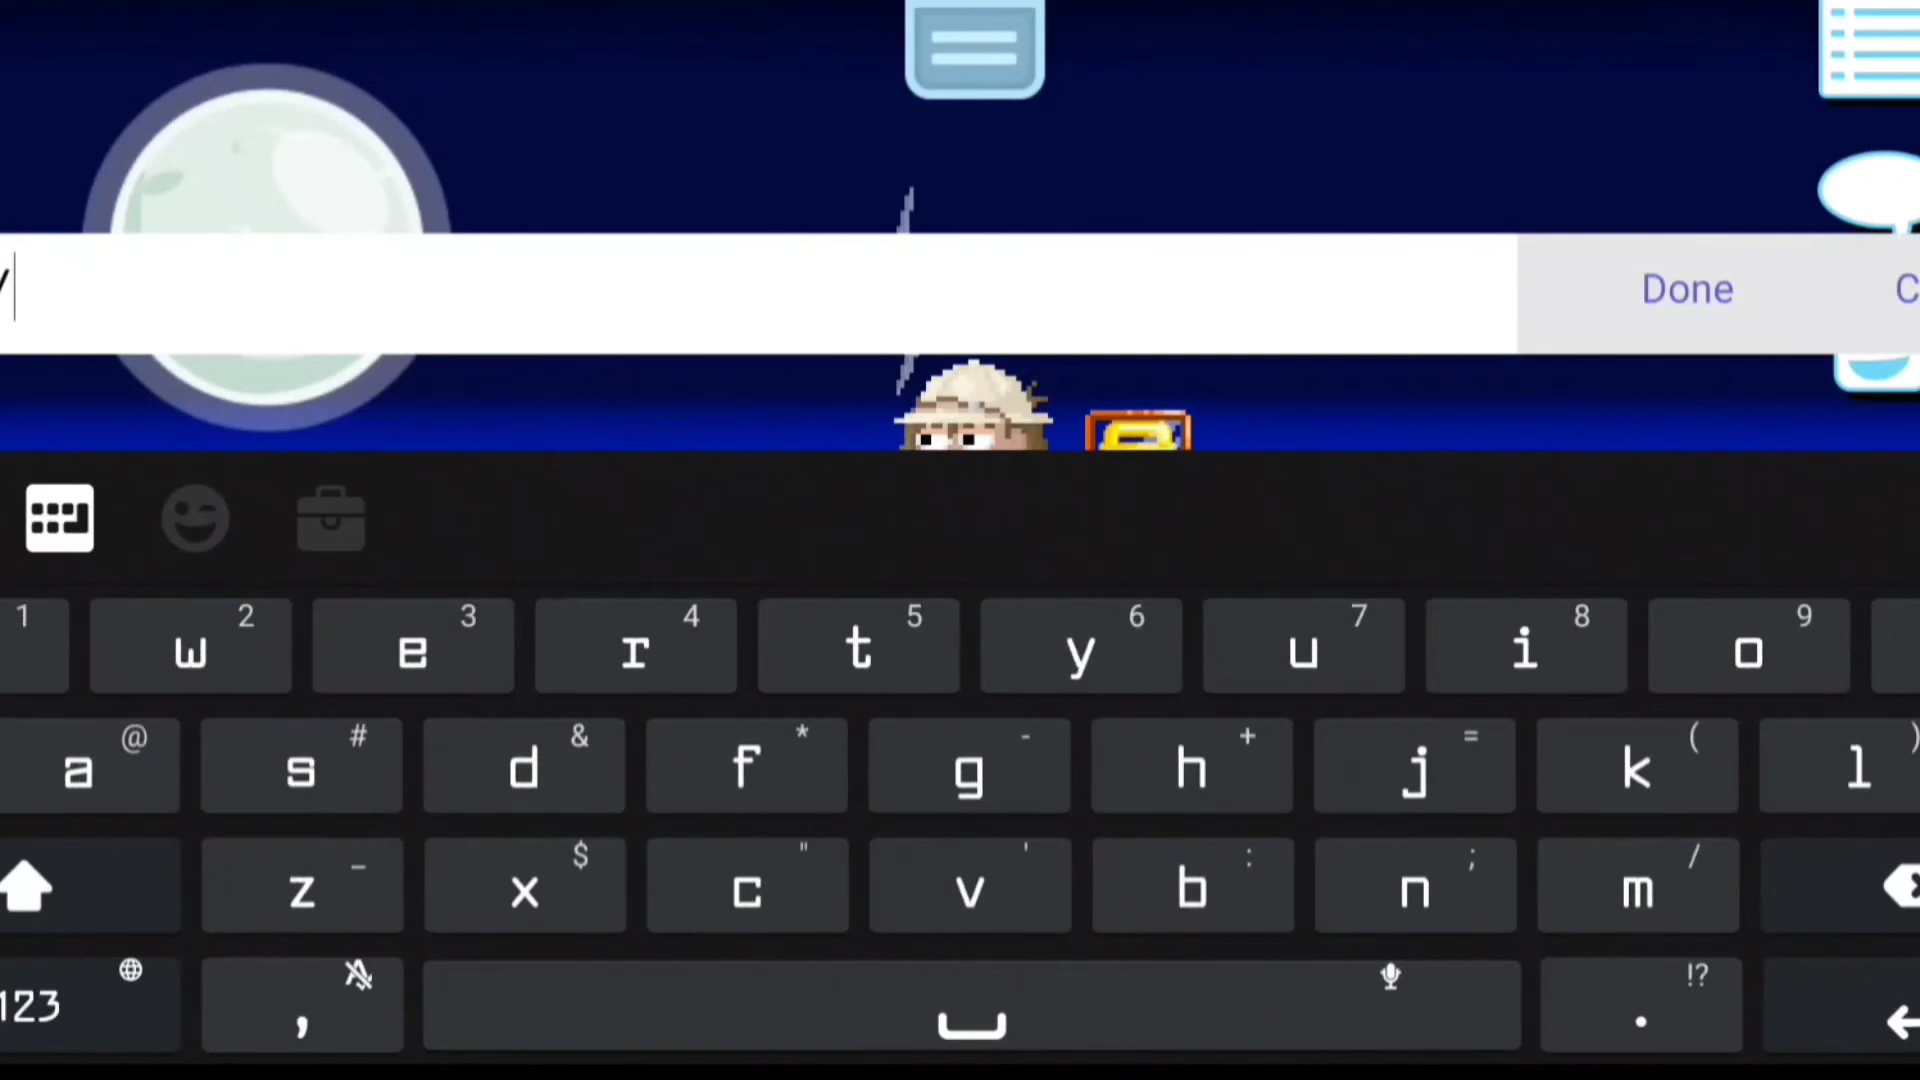 /
Done C
1 2 3 4 5 6 7 8 9
w e r t y u i o
@ # & * - + = ( )
a s d f g h j k l
_ $ " ' : ; /
z x c v b n m
!?
123 , .